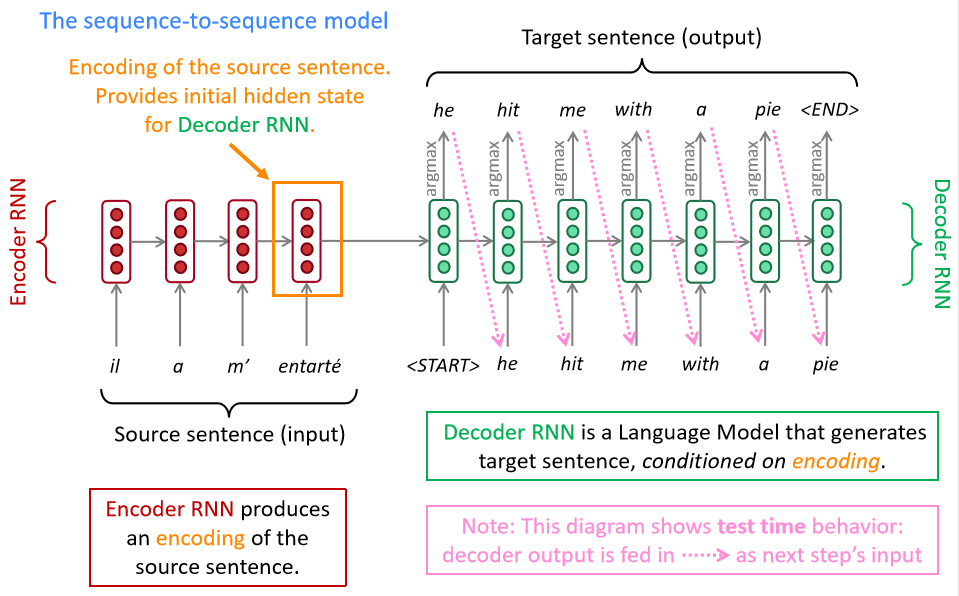 The sequence-to-sequence model
Target sentence (output)
Encoding of the source sentence.
Provides initial hidden state
for Decoder RNN.
he hit me with a pie <END>
argmax argmax argmax argmax argmax argmax argmax
Encoder RNN
Decoder RNN
il a m’ entarté
<START> he hit me with a pie
Source sentence (input)
Decoder RNN is a Language Model that generates
target sentence, conditioned on encoding.
Encoder RNN produces
an encoding of the
source sentence.
Note: This diagram shows test time behavior:
decoder output is fed in as next step’s input